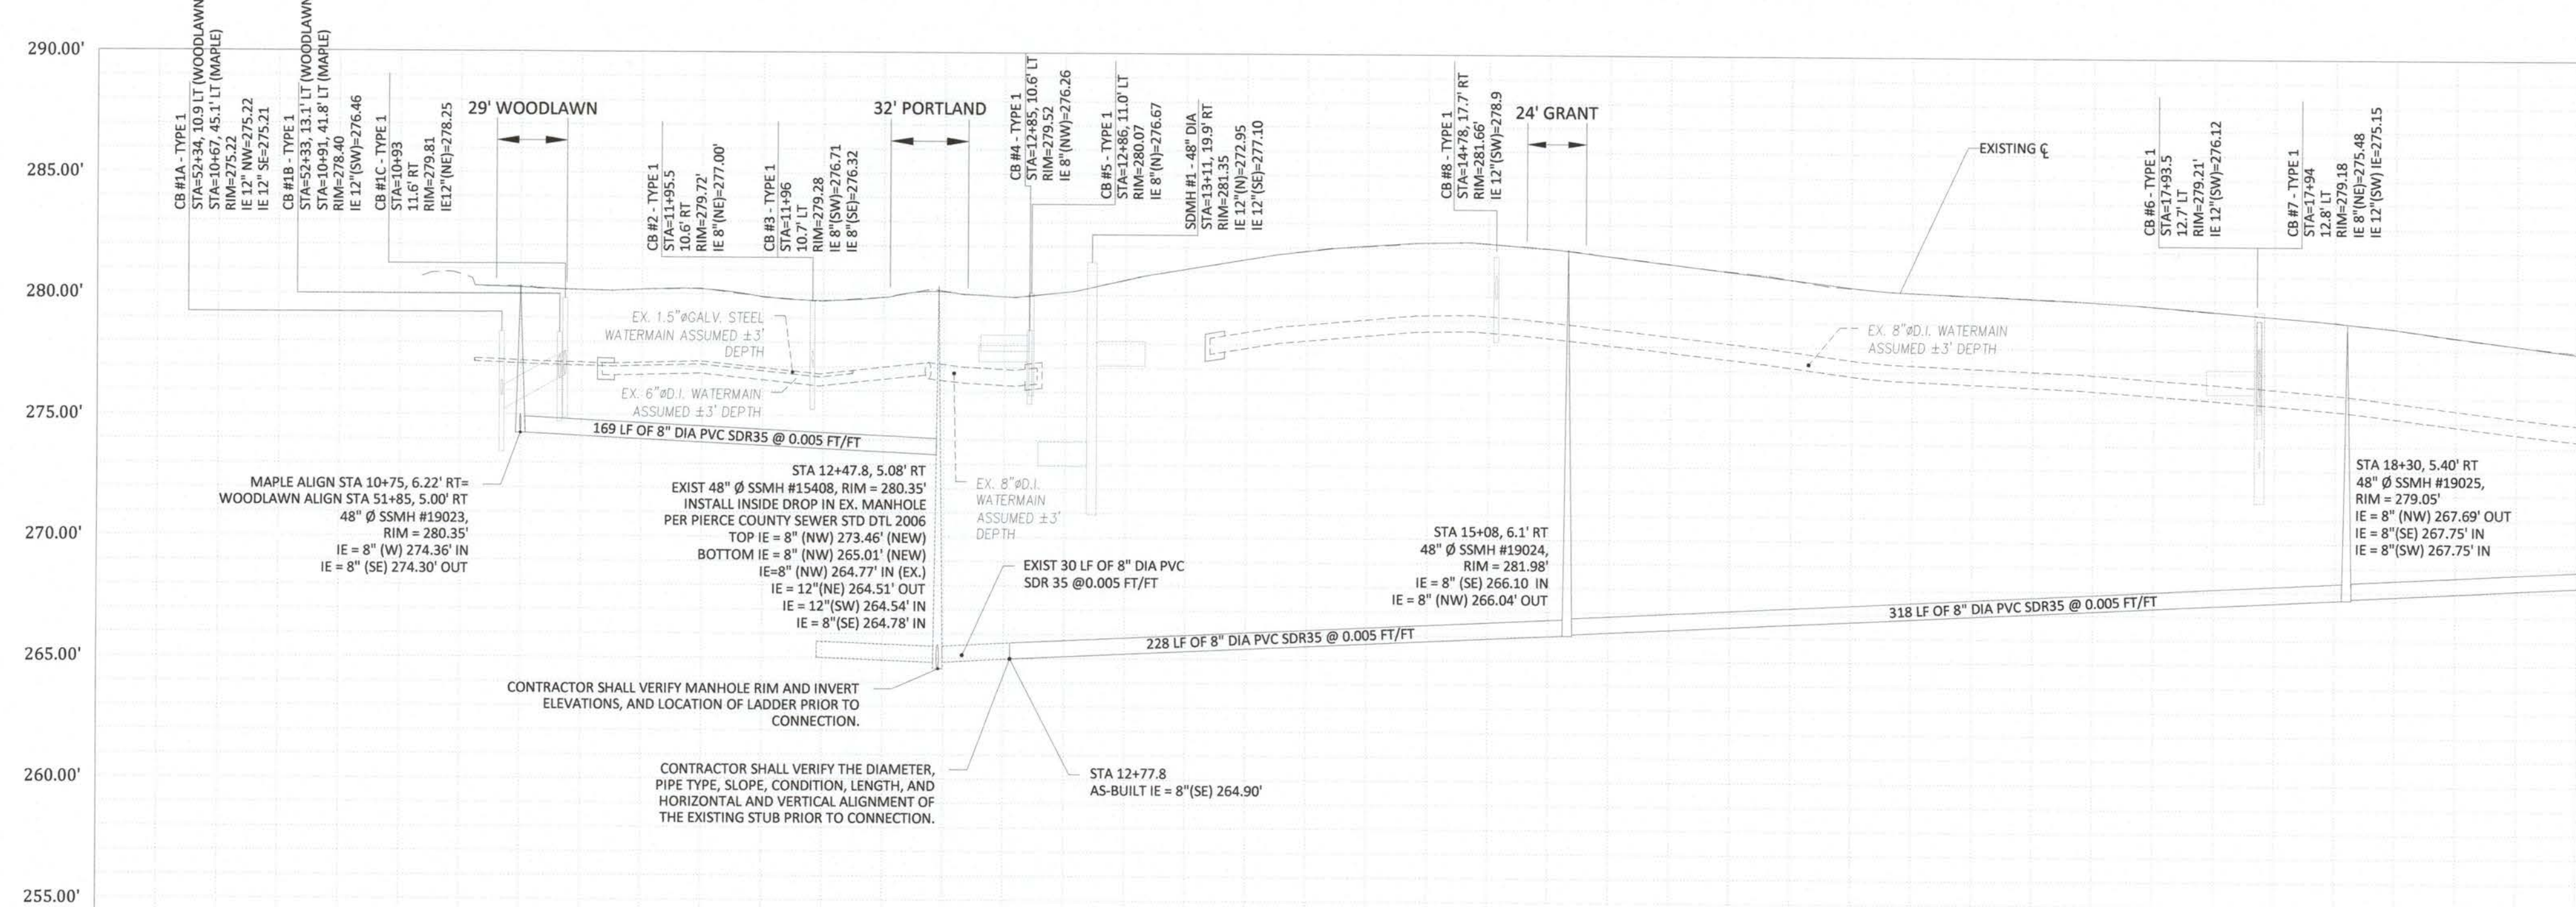 290.00'
285.00'
280.00'
275.00'
270.00'
265.00'
260.00'
255.00'
CB #1A - TYPE 1
STA=52+34, 10.9 LT (WOODLAWN
STA=10+67, 45.1' LT (MAPLE)
RIM=275.22
IE 12" NW=275.22
IE 12" SE=275.21
CB #1B - TYPE 1
STA=52+33, 13.1' LT (WOODLAWN
STA=10+91, 41.8' LT (MAPLE)
RIM=278.40
IE 12"(SW)=276.46
CB #1C - TYPE 1
STA=10+93
11.6' RT
RIM=279.81
IE12"(NE)=278.25
29' WOODLAWN
CB #2 - TYPE 1
STA=11+95.5
10.6' RT
RIM=279.72'
IE 8"(NE)=277.00'
CB #3 - TYPE 1
STA=11+96
10.7' LT
RIM=279.28
IE 8"(SW)=276.71
IE 8"(SE)=276.32
32' PORTLAND
CB #4 - TYPE 1
STA=12+85, 10.6' LT
RIM=279.52
IE 8"(NW)=276.26
CB #5 - TYPE 1
STA=12+86, 11.0' LT
RIM=280.07
IE 8"(N)=276.67
SDMH #1 - 48" DIA
STA=13+11, 19.9' RT
RIM=281.35
IE 12"(N)=272.95
IE 12"(SE)=277.10
CB #8 - TYPE 1
STA=14+78, 17.7' RT
RIM=281.66'
IE 12"(SW)=278.9
24' GRANT
EXISTING ℄
CB #6 - TYPE 1
STA=17+93.5
12.7' LT
RIM=279.21'
IE 12"(SW)=276.12
CB #7 - TYPE 1
STA=17+94
12.8' LT
RIM=279.18
IE 8"(NE)=275.48
IE 12"(SW) IE=275.15
EX. 1.5"øGALV. STEEL
WATERMAIN ASSUMED ±3'
DEPTH
EX. 6"øD.I. WATERMAIN
ASSUMED ±3' DEPTH
EX. 8"øD.I. WATERMAIN
ASSUMED ±3' DEPTH
169 LF OF 8" DIA PVC SDR35 @ 0.005 FT/FT
MAPLE ALIGN STA 10+75, 6.22' RT=
WOODLAWN ALIGN STA 51+85, 5.00' RT
48" Ø SSMH #19023,
RIM = 280.35'
IE = 8" (W) 274.36' IN
IE = 8" (SE) 274.30' OUT
STA 12+47.8, 5.08' RT
EXIST 48" Ø SSMH #15408, RIM = 280.35'
INSTALL INSIDE DROP IN EX. MANHOLE
PER PIERCE COUNTY SEWER STD DTL 2006
TOP IE = 8" (NW) 273.46' (NEW)
BOTTOM IE = 8" (NW) 265.01' (NEW)
IE=8" (NW) 264.77' IN (EX.)
IE = 12"(NE) 264.51' OUT
IE = 12"(SW) 264.54' IN
IE = 8"(SE) 264.78' IN
EX. 8"øD.I.
WATERMAIN
ASSUMED ±3'
DEPTH
EXIST 30 LF OF 8" DIA PVC
SDR 35 @0.005 FT/FT
STA 15+08, 6.1' RT
48" Ø SSMH #19024,
RIM = 281.98'
IE = 8" (SE) 266.10 IN
IE = 8" (NW) 266.04' OUT
STA 18+30, 5.40' RT
48" Ø SSMH #19025,
RIM = 279.05'
IE = 8" (NW) 267.69' OUT
IE = 8"(SE) 267.75' IN
IE = 8"(SW) 267.75' IN
228 LF OF 8" DIA PVC SDR35 @ 0.005 FT/FT
318 LF OF 8" DIA PVC SDR35 @ 0.005 FT/FT
CONTRACTOR SHALL VERIFY MANHOLE RIM AND INVERT
ELEVATIONS, AND LOCATION OF LADDER PRIOR TO
CONNECTION.
CONTRACTOR SHALL VERIFY THE DIAMETER,
PIPE TYPE, SLOPE, CONDITION, LENGTH, AND
HORIZONTAL AND VERTICAL ALIGNMENT OF
THE EXISTING STUB PRIOR TO CONNECTION.
STA 12+77.8
AS-BUILT IE = 8"(SE) 264.90'